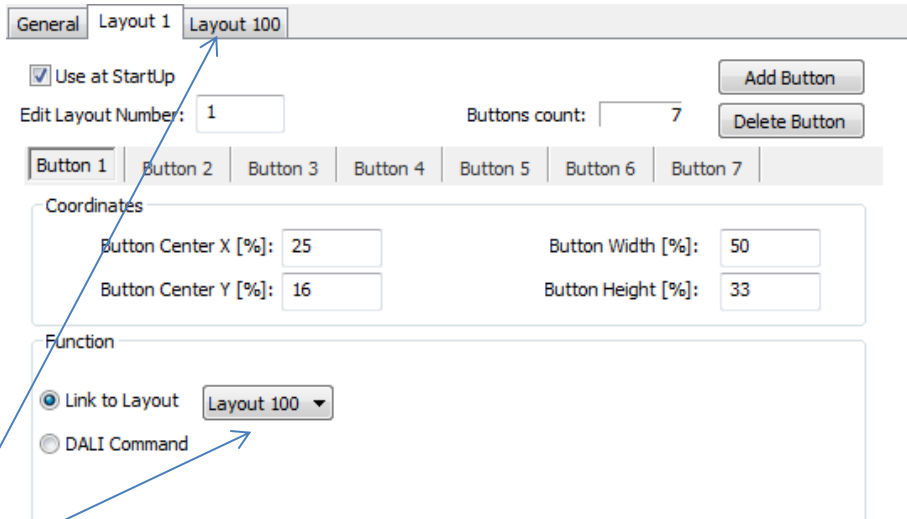 General Layout 1 Layout 100
Use at StartUp Add Button
Edit Layout Number: 1 Buttons count: 7 Delete Button
Button 1 Button 2 Button 3 Button 4 Button 5 Button 6 Button 7
Coordinates
Button Center X [%]: 25 Button Width [%]: 50
Button Center Y [%]: 16 Button Height [%]: 33
Function
Link to Layout Layout 100
DALI Command